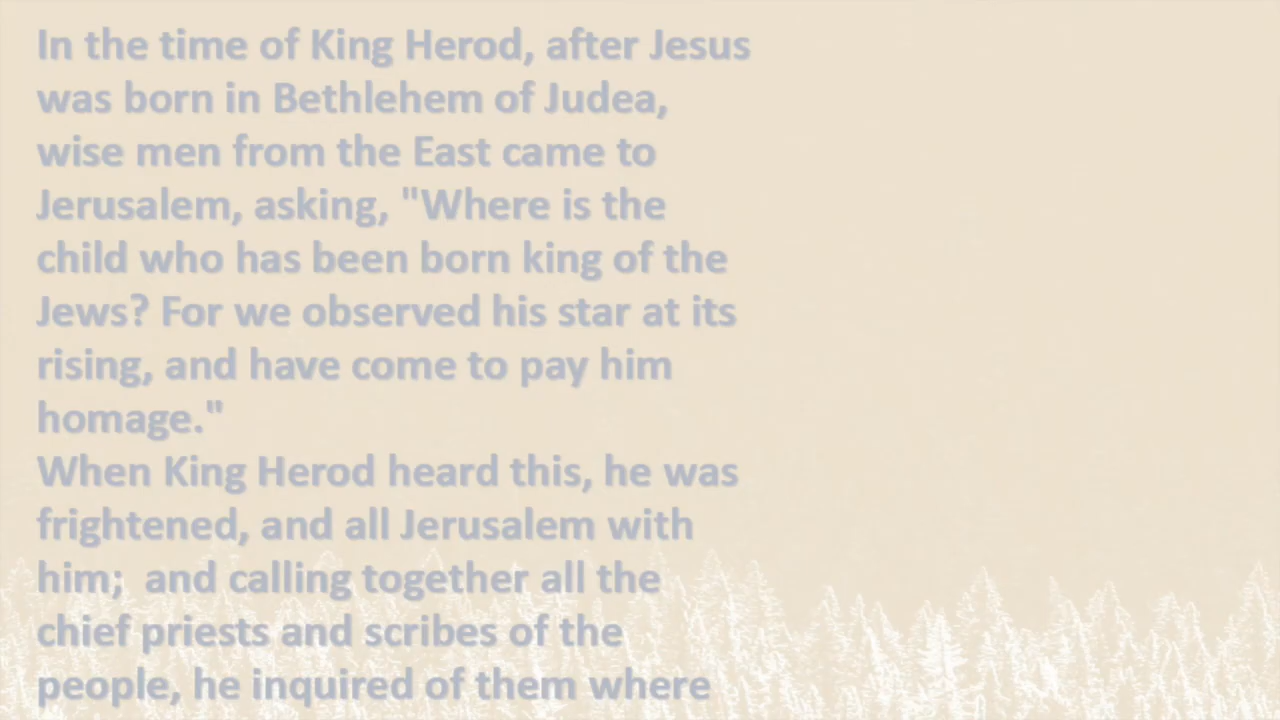 In the time of King Herod, after Jesus
was born in Bethlehem of Judea,
wise men from the East came to
Jerusalem, asking, "Where is the
child who has been born king of the
Jews? For we observed his star at its
rising, and have come to pay him
homage."
When King Herod heard this, he was
frightened, and all Jerusalem with
him;  and calling together all the
chief priests and scribes of the
people, he inquired of them where